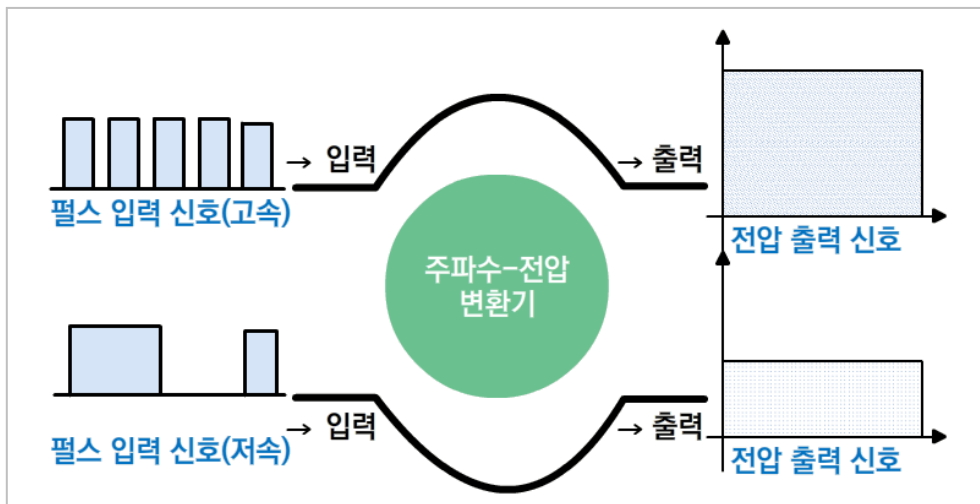 → 입력
→ 출력
펄스 입력 신호(고속)
전압 출력 신호
주파수-전압
변환기
→ 입력
→ 출력
펄스 입력 신호(저속)
전압 출력 신호